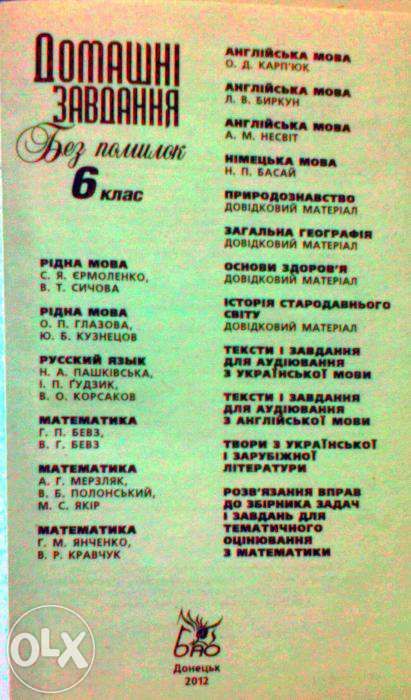 ДОМАШНІ
ЗАВДАННЯ
Без помилок
6 клас
РІДНА МОВА
С. Я. ЄРМОЛЕНКО,
В. Т. СИЧОВА
РІДНА МОВА
О. П. ГЛАЗОВА,
Ю. Б. КУЗНЕЦОВ
РУССКИЙ ЯЗЫК
Н. А. ПАШКІВСЬКА,
І. П. ҐУДЗИК,
В. О. КОРСАКОВ
МАТЕМАТИКА
Г. П. БЕВЗ,
В. Г. БЕВЗ
МАТЕМАТИКА
А. Г. МЕРЗЛЯК,
В. Б. ПОЛОНСЬКИЙ,
М. С. ЯКІР
МАТЕМАТИКА
Г. М. ЯНЧЕНКО,
В. Р. КРАВЧУК
АНГЛІЙСЬКА МОВА
О. Д. КАРП'ЮК
АНГЛІЙСЬКА МОВА
Л. В. БИРКУН
АНГЛІЙСЬКА МОВА
А. М. НЕСВІТ
НІМЕЦЬКА МОВА
Н. П. БАСАЙ
ПРИРОДОЗНАВСТВО
ДОВІДКОВИЙ МАТЕРІАЛ
ЗАГАЛЬНА ГЕОГРАФІЯ
ДОВІДКОВИЙ МАТЕРІАЛ
ОСНОВИ ЗДОРОВ'Я
ДОВІДКОВИЙ МАТЕРІАЛ
ІСТОРІЯ СТАРОДАВНЬОГО
СВІТУ
ДОВІДКОВИЙ МАТЕРІАЛ
ТЕКСТИ І ЗАВДАННЯ
ДЛЯ АУДІЮВАННЯ
З УКРАЇНСЬКОЇ МОВИ
ТЕКСТИ І ЗАВДАННЯ
ДЛЯ АУДІЮВАННЯ
З АНГЛІЙСЬКОЇ МОВИ
ТВОРИ З УКРАЇНСЬКОЇ
І ЗАРУБІЖНОЇ
ЛІТЕРАТУРИ
РОЗВ'ЯЗАННЯ ВПРАВ
ДО ЗБІРНИКА ЗАДАЧ
І ЗАВДАНЬ ДЛЯ
ТЕМАТИЧНОГО
ОЦІНЮВАННЯ
З МАТЕМАТИКИ
БАО
Донецьк
2012
OLX